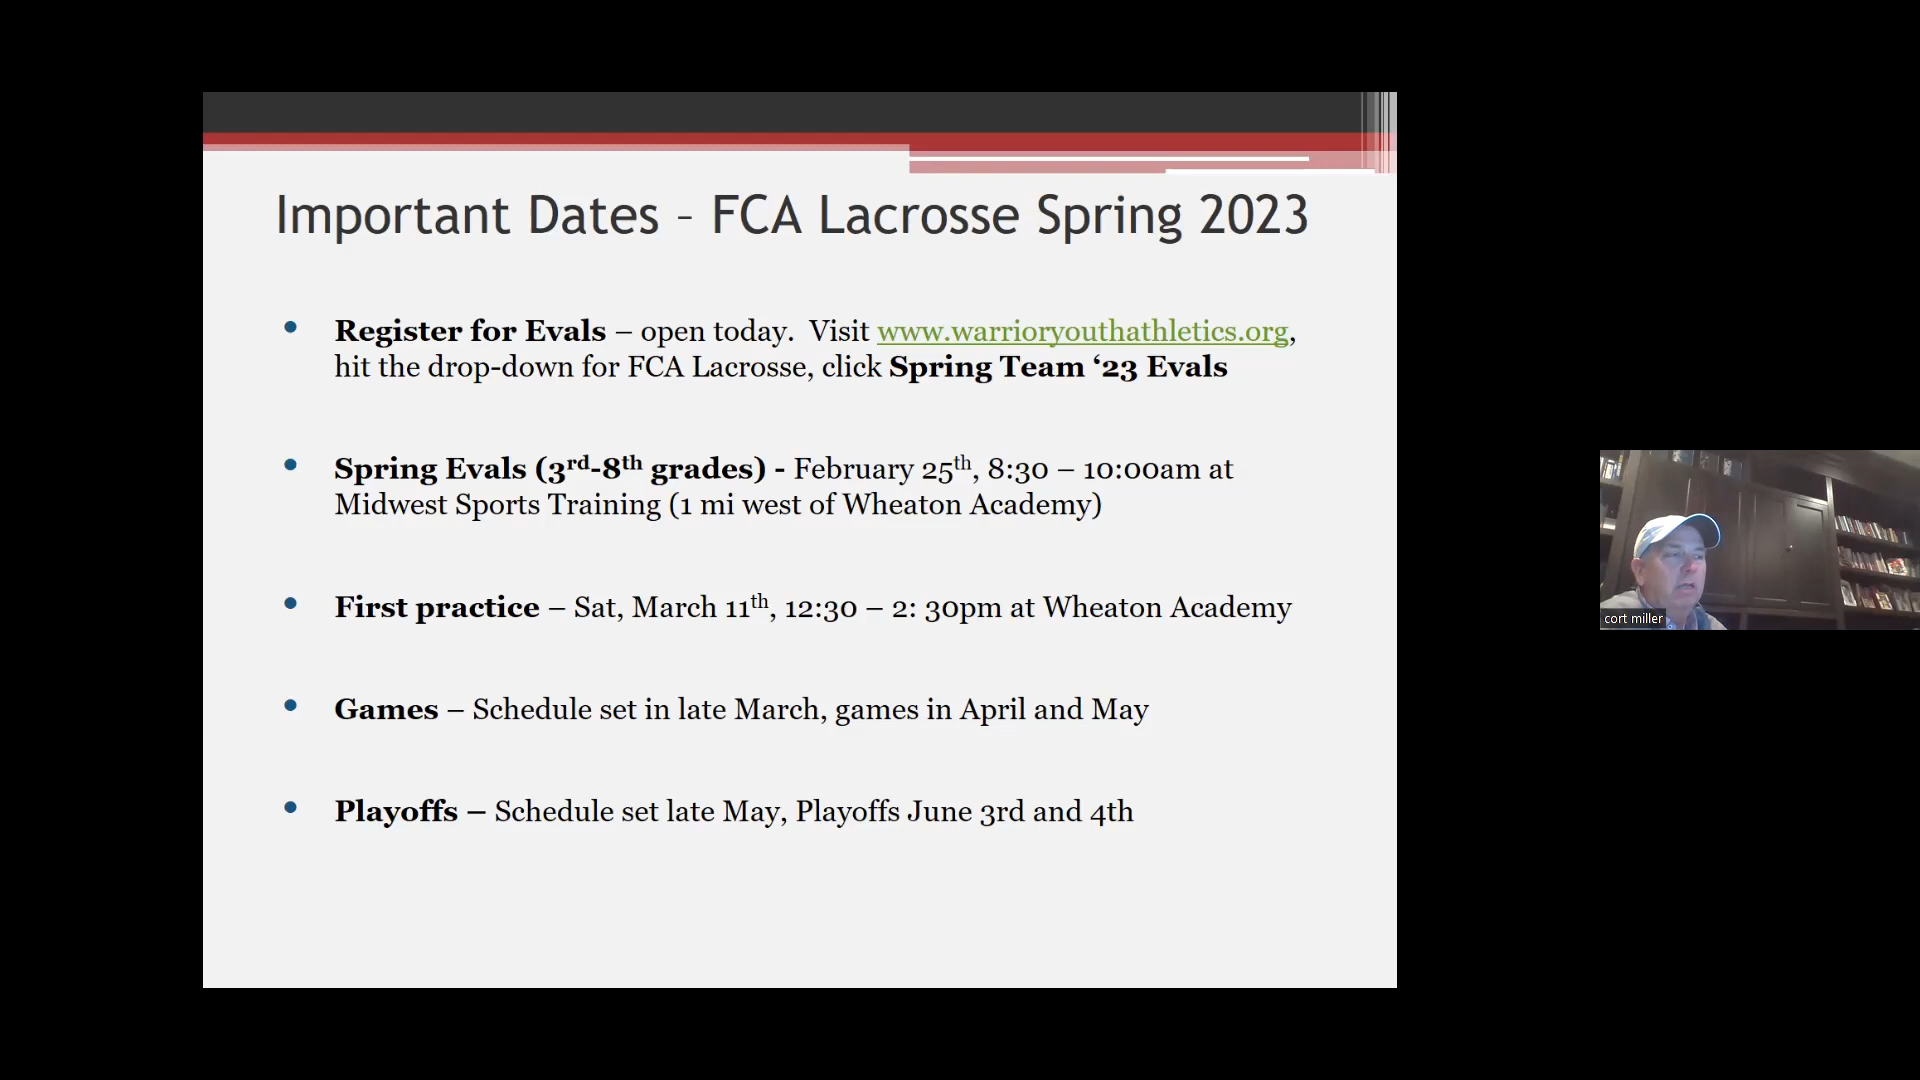 Important Dates – FCA Lacrosse Spring 2023
• Register for Evals – open today.  Visit www.warrioryouthathletics.org,
hit the drop-down for FCA Lacrosse, click Spring Team ‘23 Evals
• Spring Evals (3rd-8th grades) - February 25th, 8:30 – 10:00am at
Midwest Sports Training (1 mi west of Wheaton Academy)
• First practice – Sat, March 11th, 12:30 – 2: 30pm at Wheaton Academy
• Games – Schedule set in late March, games in April and May
• Playoffs – Schedule set late May, Playoffs June 3rd and 4th
cort miller